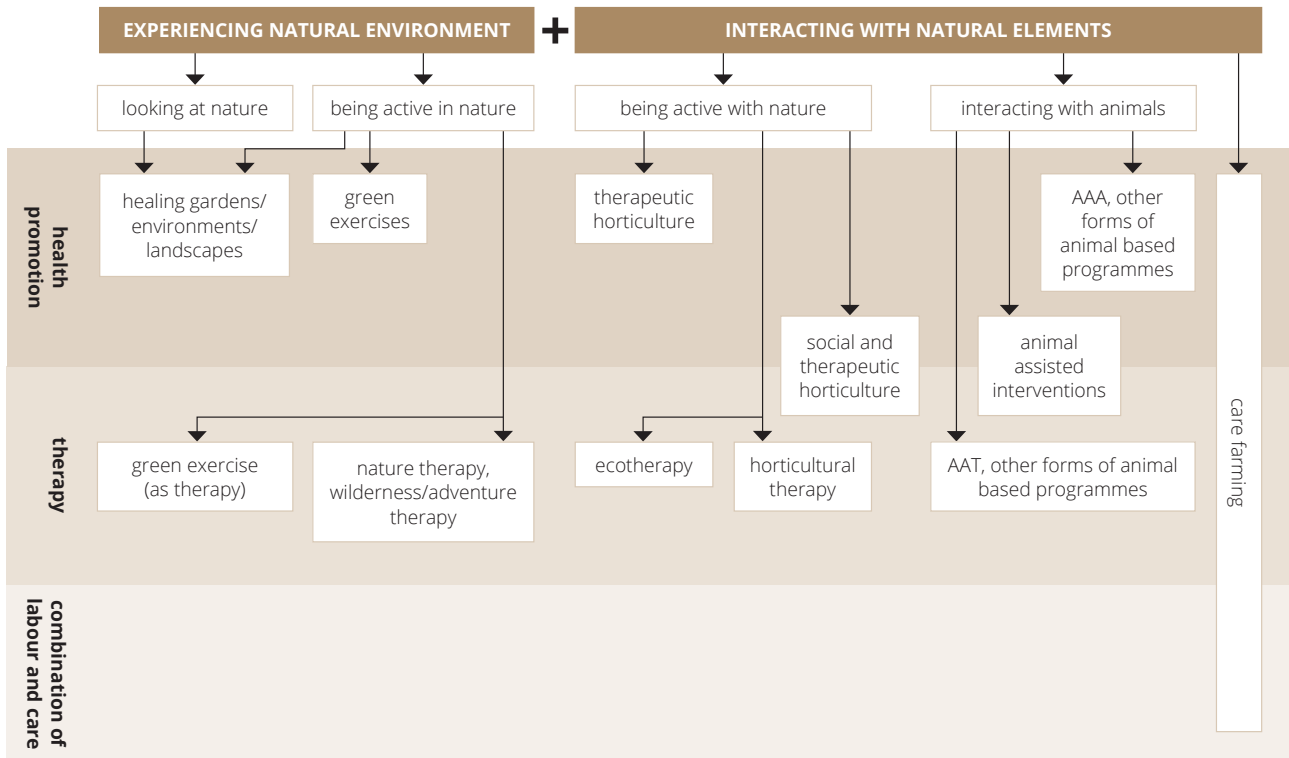 EXPERIENCING NATURAL ENVIRONMENT
+
INTERACTING WITH NATURAL ELEMENTS
looking at nature
being active in nature
being active with nature
interacting with animals
health
promotion
healing gardens/
environments/
landscapes
green
exercises
therapeutic
horticulture
AAA, other
forms of
animal based
programmes
social and
therapeutic
horticulture
animal
assisted
interventions
care farming
therapy
green exercise
(as therapy)
nature therapy,
wilderness/adventure
therapy
ecotherapy
horticultural
therapy
AAT, other forms of animal
based programmes
combination of
labour and care